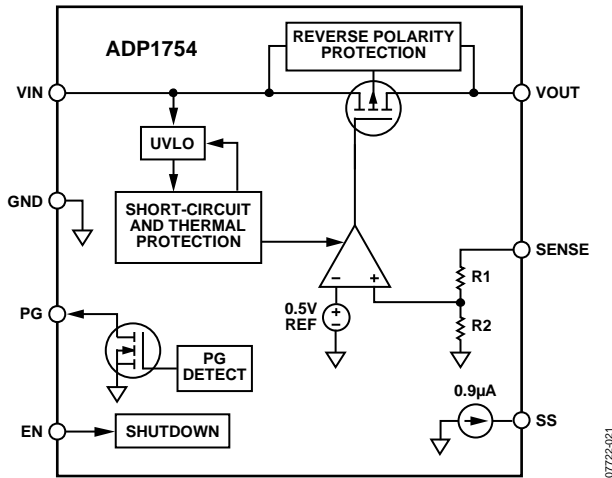 ADP1754
REVERSE POLARITY
PROTECTION
VIN
VOUT
UVLO
GND
SHORT-CIRCUIT
AND THERMAL
PROTECTION
SENSE
R1
– +
0.5V
REF
+
–
R2
PG
PG
DETECT
0.9µA
SS
EN
SHUTDOWN
07722-021